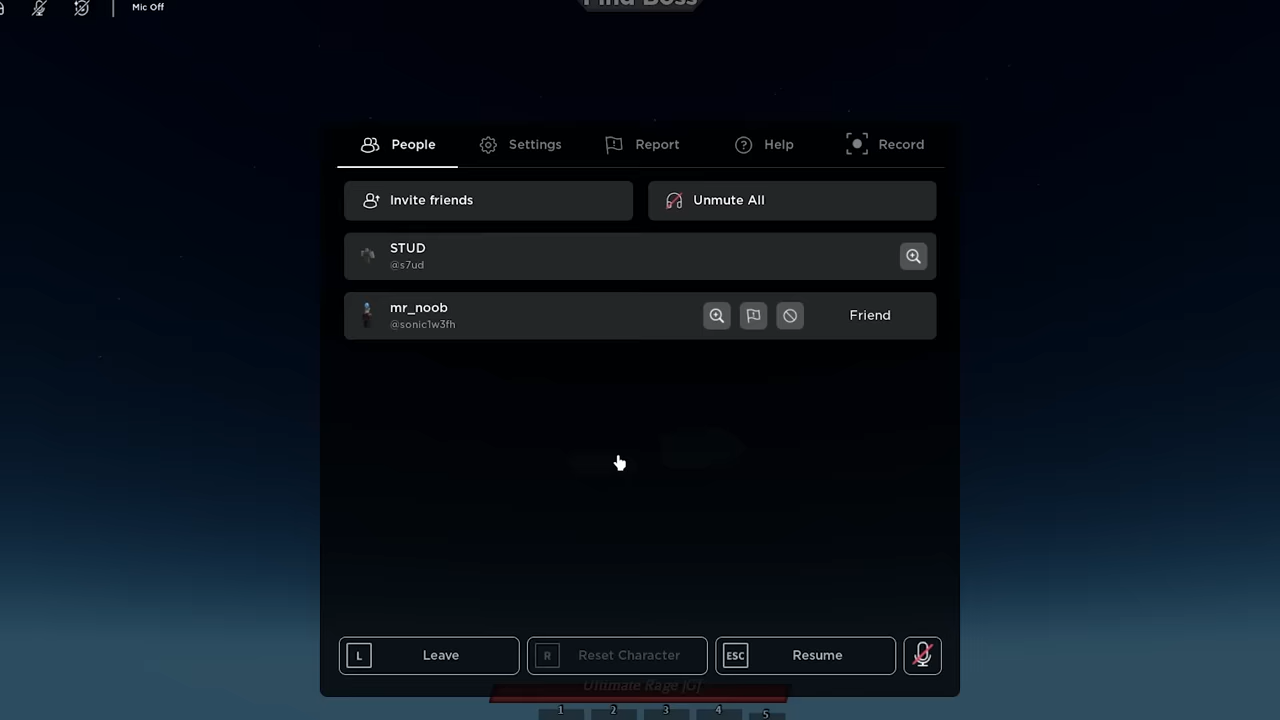 Mic Off
Find Boss
People
Settings
Report
Help
Record
Invite friends
Unmute All
STUD
@s7ud
mr_noob
@sonic1w3fh
Friend
L
Leave
R
Reset Character
ESC
Resume
Ultimate Rage [G]
1
2
3
4
5